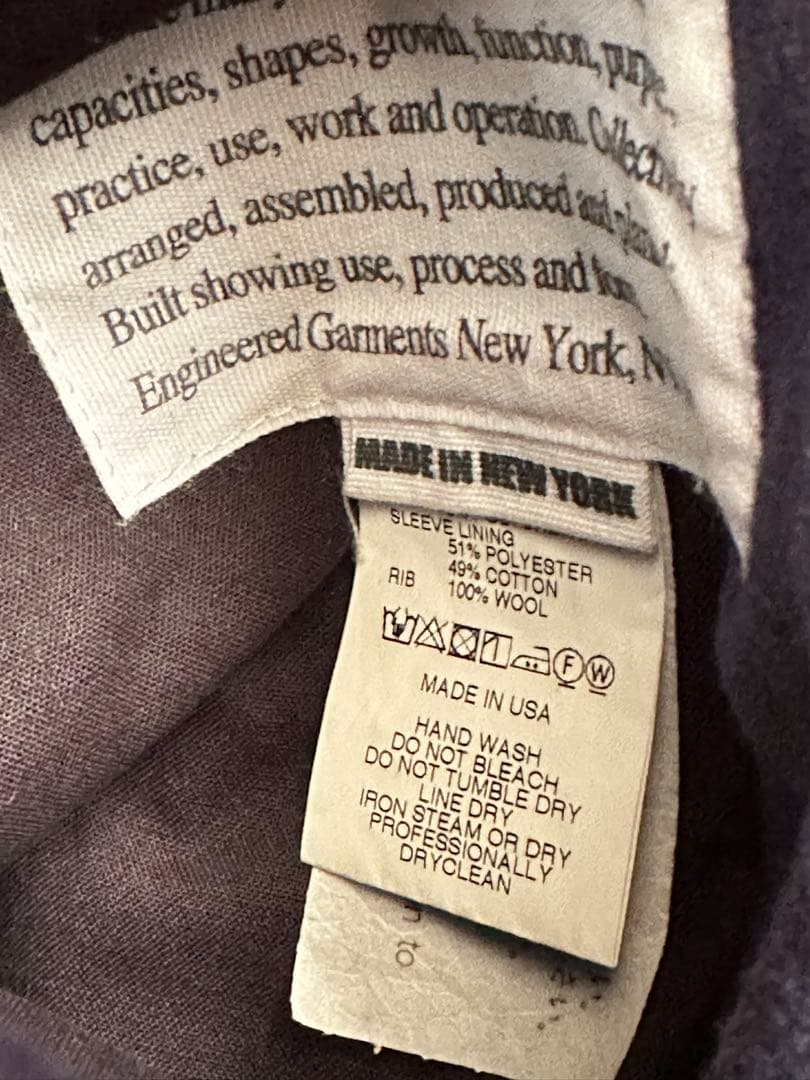 capacities, shapes, growth, function,
practice, use, work and operation.
arranged, assembled, produced and
Built showing use, process and
Engineered Garments New York,
MADE IN NEW YORK
SLEEVE LINING
51% POLYESTER
49% COTTON
RIB 100% WOOL
F W
MADE IN USA
HAND WASH
DO NOT BLEACH
DO NOT TUMBLE DRY
LINE DRY
IRON STEAM OR DRY
PROFESSIONALLY
DRYCLEAN
to